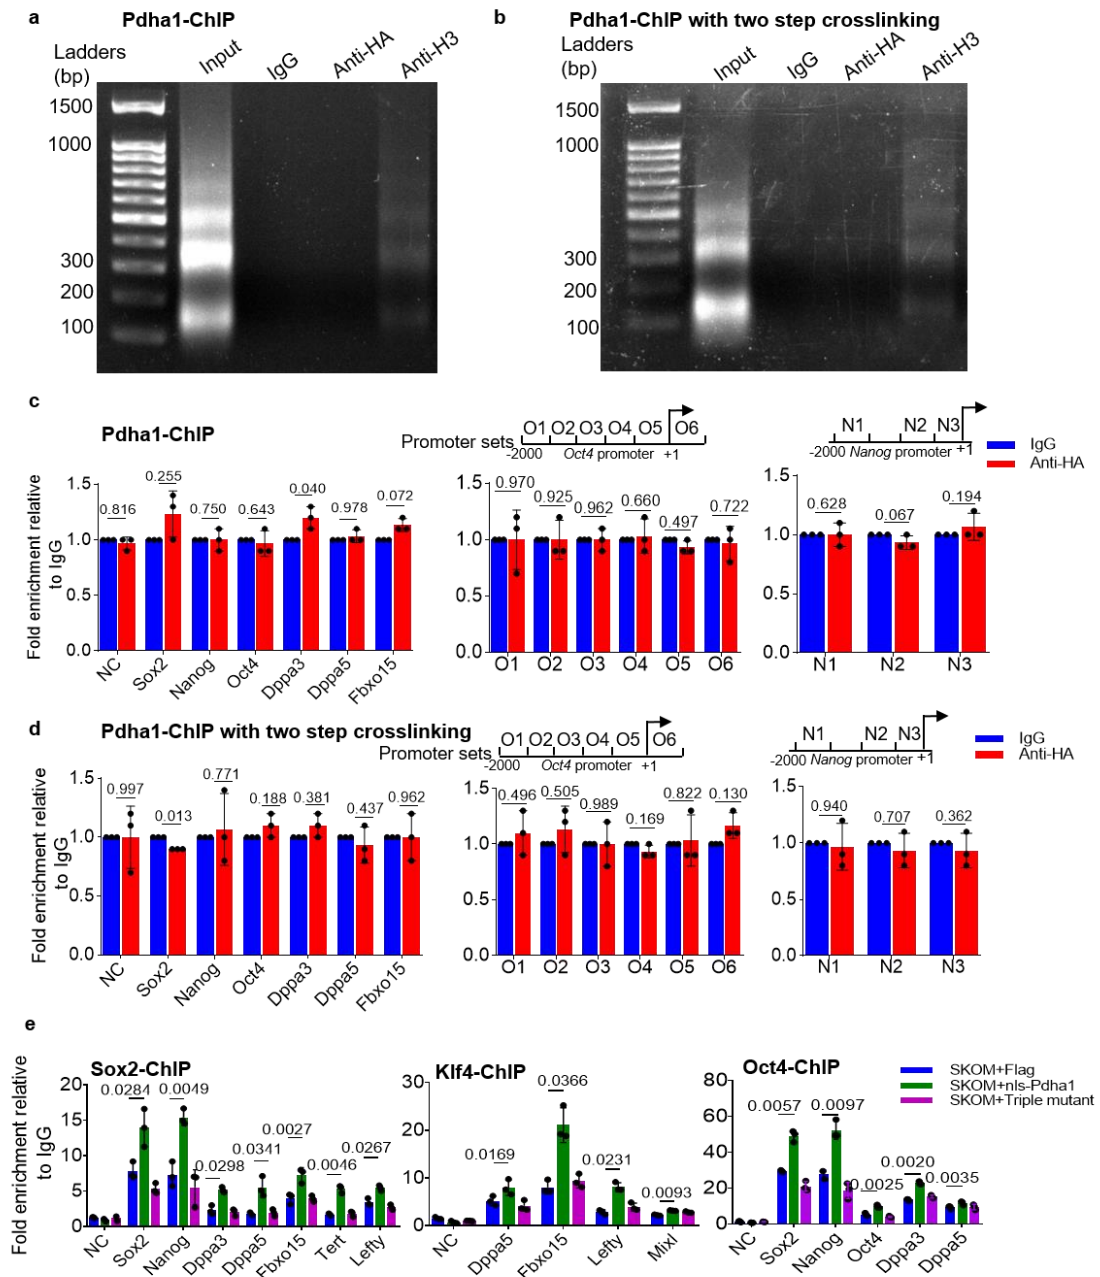 a
Pdha1-ChIP
Ladders
(bp)
Input
IgG
Anti-HA
Anti-H3
1500
1000
300
200
100
b
Pdha1-ChIP with two step crosslinking
Ladders
(bp)
Input
IgG
Anti-HA
Anti-H3
1500
1000
300
200
100
c
Pdha1-ChIP
Fold enrichment relative
to IgG
1.5
1.0
0.5
0.0
0.816
0.255
0.750
0.643
0.040
0.978
0.072
NC
Sox2
Nanog
Oct4
Dppa3
Dppa5
Fbxo15
Promoter sets
O1 O2 O3 O4 O5 O6
-2000 Oct4 promoter +1
1.5
1.0
0.5
0.0
0.970
0.925
0.962
0.660
0.497
0.722
O1 O2 O3 O4 O5 O6
N1 N2 N3
-2000 Nanog promoter +1
IgG
Anti-HA
1.5
1.0
0.5
0.0
0.628
0.067
0.194
N1 N2 N3
d
Pdha1-ChIP with two step crosslinking
Fold enrichment relative
to IgG
1.5
1.0
0.5
0.0
0.997
0.013
0.771
0.188
0.381
0.437
0.962
NC
Sox2
Nanog
Oct4
Dppa3
Dppa5
Fbxo15
Promoter sets
O1 O2 O3 O4 O5 O6
-2000 Oct4 promoter +1
1.5
1.0
0.5
0.0
0.496
0.505
0.989
0.169
0.822
0.130
O1 O2 O3 O4 O5 O6
N1 N2 N3
-2000 Nanog promoter +1
IgG
Anti-HA
1.5
1.0
0.5
0.0
0.940
0.707
0.362
N1 N2 N3
e
Fold enrichment relative
to IgG
Sox2-ChIP
20
15
10
5
0
0.0284
0.0049
0.0298
0.0341
0.0027
0.0046
0.0267
NC
Sox2
Nanog
Dppa3
Dppa5
Fbxo15
Tert
Lefty
Klf4-ChIP
30
20
10
0
0.0169
0.0366
0.0231
0.0093
NC
Dppa5
Fbxo15
Lefty
Mixl
Oct4-ChIP
80
60
40
20
0
0.0057
0.0097
0.0025
0.0020
0.0035
NC
Sox2
Nanog
Oct4
Dppa3
Dppa5
SKOM+Flag
SKOM+nls-Pdha1
SKOM+Triple mutant